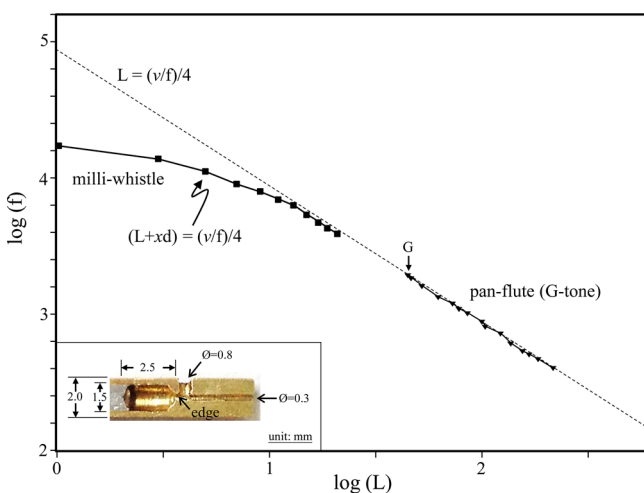 5
L = (v/f)/4
4
milli-whistle
log (f)
(L+xd) = (v/f)/4
G
3
pan-flute (G-tone)
2.5
Ø=0.8
2.0
1.5
Ø=0.3
edge
unit: mm
2
0
1
2
log (L)